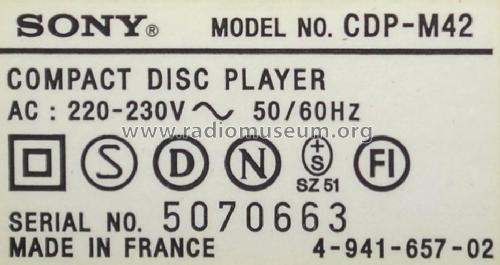 SONY® MODEL NO. CDP-M42
COMPACT DISC PLAYER
AC : 220-230V ~ 50/60HZ
www.radiomuseum.org
S D N +S FI
SZ 51
SERIAL NO. 5070663
MADE IN FRANCE 4-941-657-02